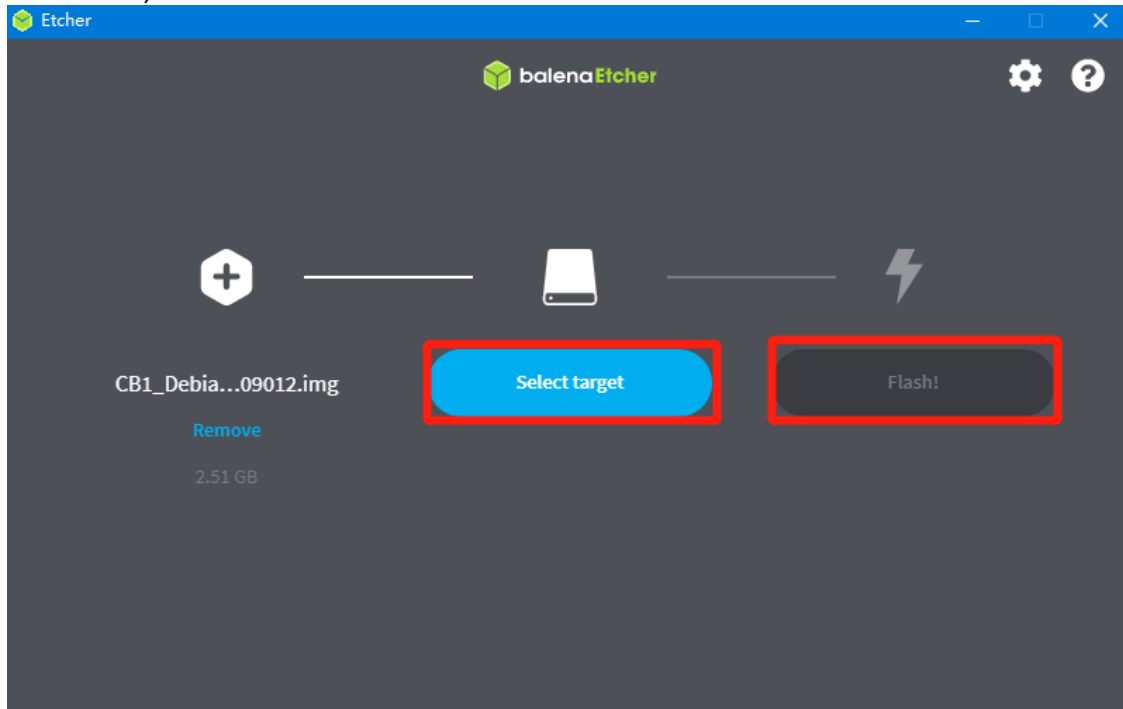 Etcher
balenaEtcher
CB1_Debia...09012.img
Select target
Flash!
Remove
2.51 GB